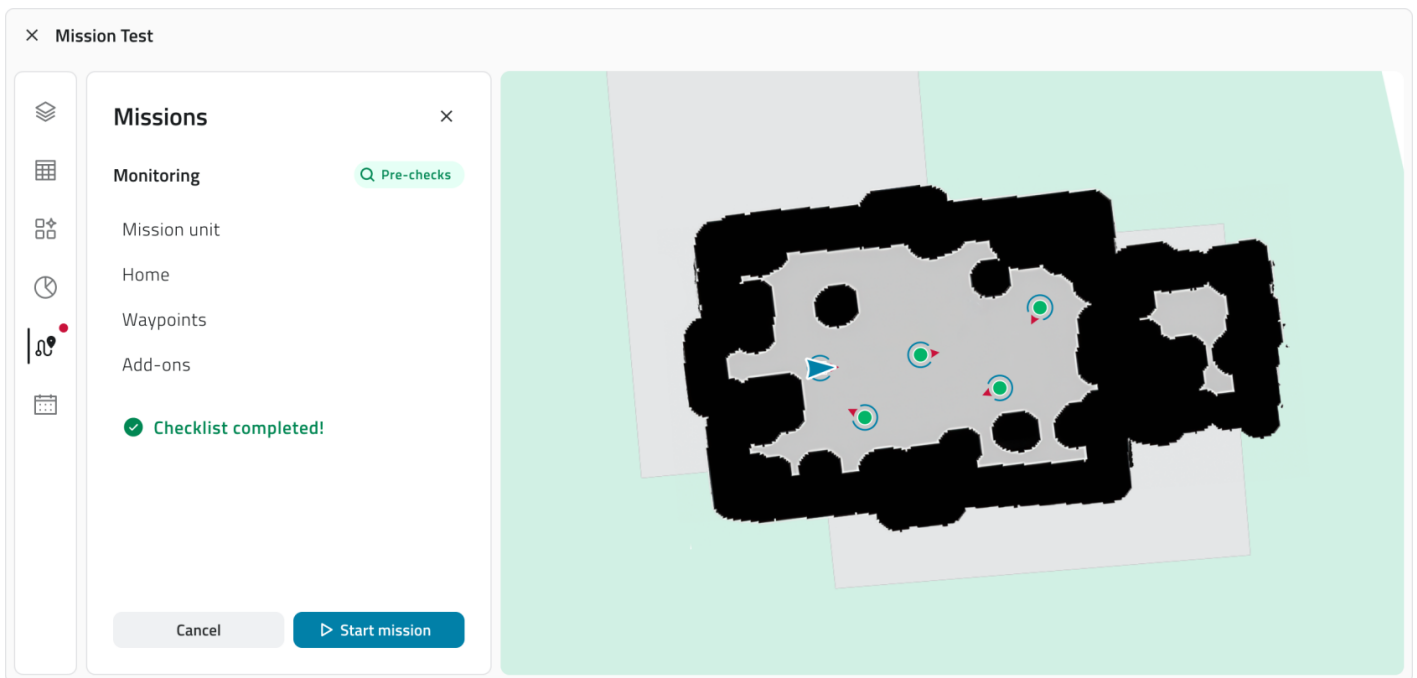 Mission Test
Missions
Monitoring
Pre-checks
Mission unit
Home
Waypoints
Add-ons
Checklist completed!
Cancel
Start mission